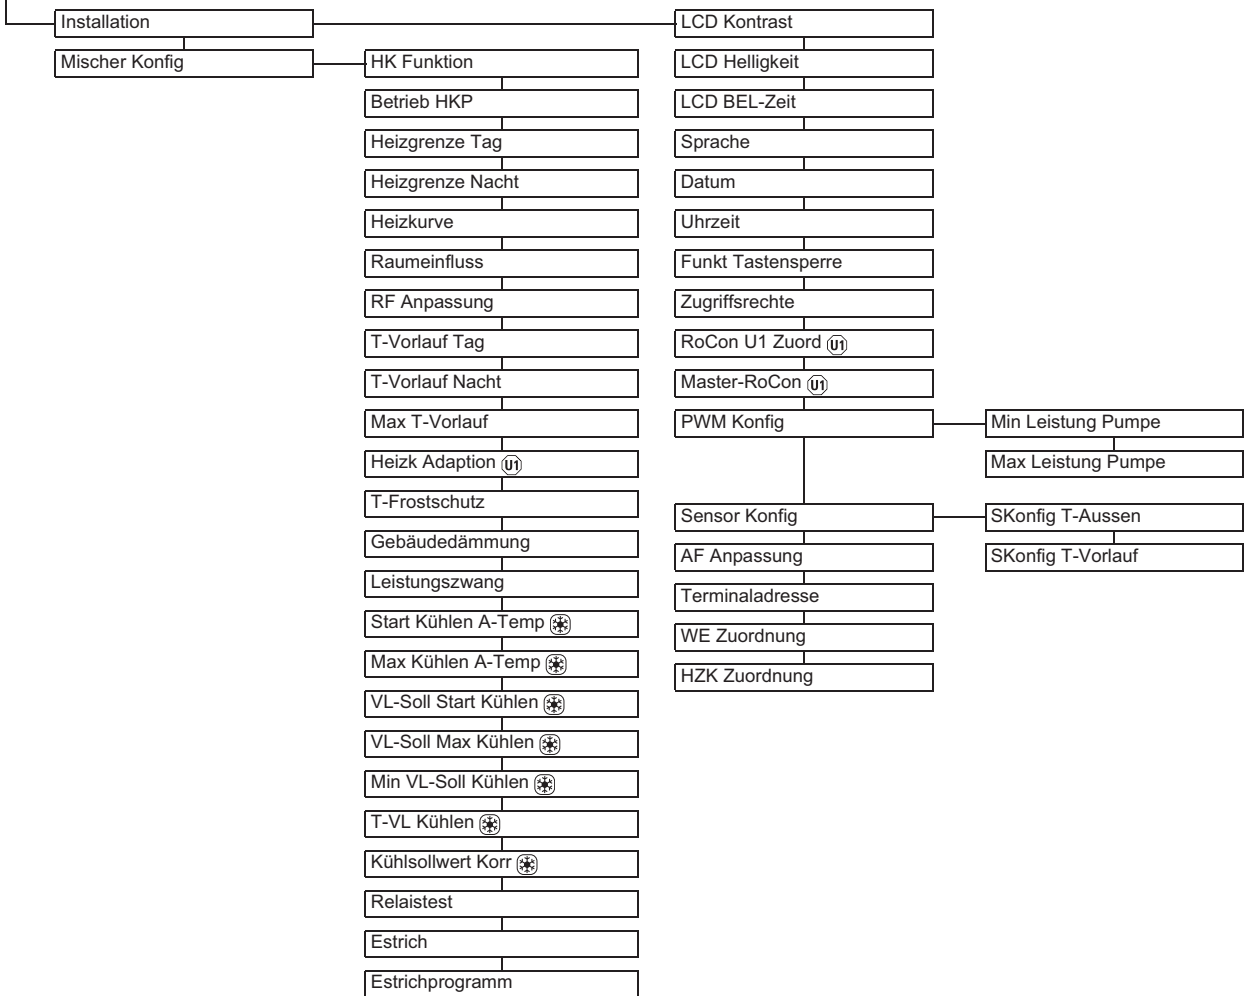 Installation
Mischer Konfig
HK Funktion
Betrieb HKP
Heizgrenze Tag
Heizgrenze Nacht
Heizkurve
Raumeinfluss
RF Anpassung
T-Vorlauf Tag
T-Vorlauf Nacht
Max T-Vorlauf
Heizk Adaption U1
T-Frostschutz
Gebäudedämmung
Leistungszwang
Start Kühlen A-Temp
Max Kühlen A-Temp
VL-Soll Start Kühlen
VL-Soll Max Kühlen
Min VL-Soll Kühlen
T-VL Kühlen
Kühlsollwert Korr
Relaistest
Estrich
Estrichprogramm
LCD Kontrast
LCD Helligkeit
LCD BEL-Zeit
Sprache
Datum
Uhrzeit
Funkt Tastensperre
Zugriffsrechte
RoCon U1 Zuord U1
Master-RoCon U1
PWM Konfig
Sensor Konfig
AF Anpassung
Terminaladresse
WE Zuordnung
HZK Zuordnung
Min Leistung Pumpe
Max Leistung Pumpe
SKonfig T-Aussen
SKonfig T-Vorlauf